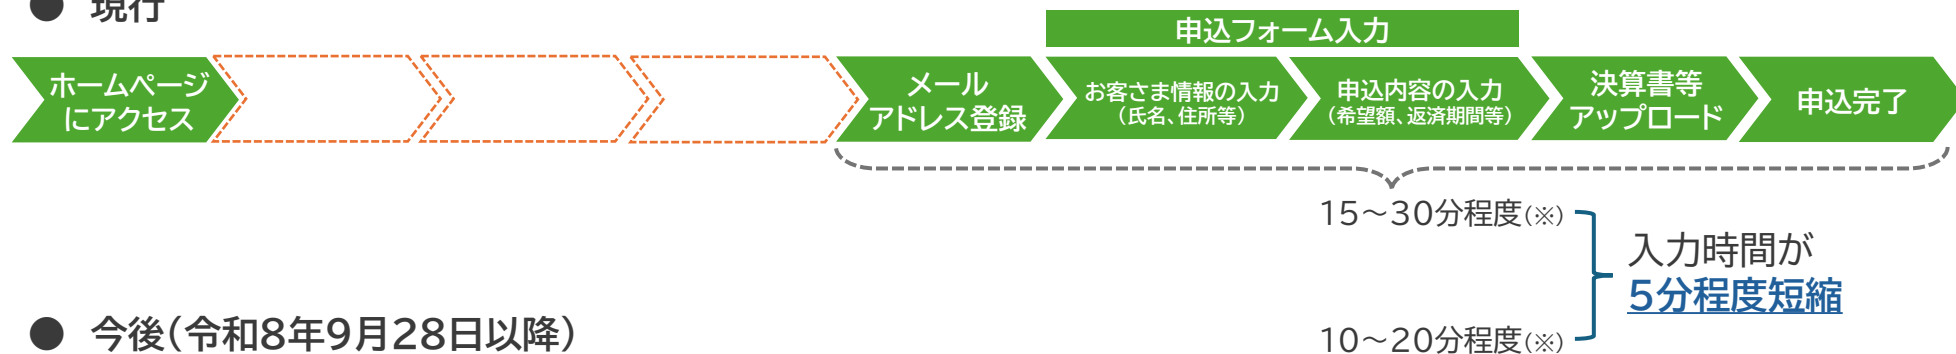 ● 現行
申込フォーム入力
ホームページ
にアクセス
メール
アドレス登録
お客さま情報の入力
（氏名、住所等）
申込内容の入力
（希望額、返済期間等）
決算書等
アップロード
申込完了
15～30分程度(※)
入力時間が
5分程度短縮
● 今後(令和8年9月28日以降)
10～20分程度(※)